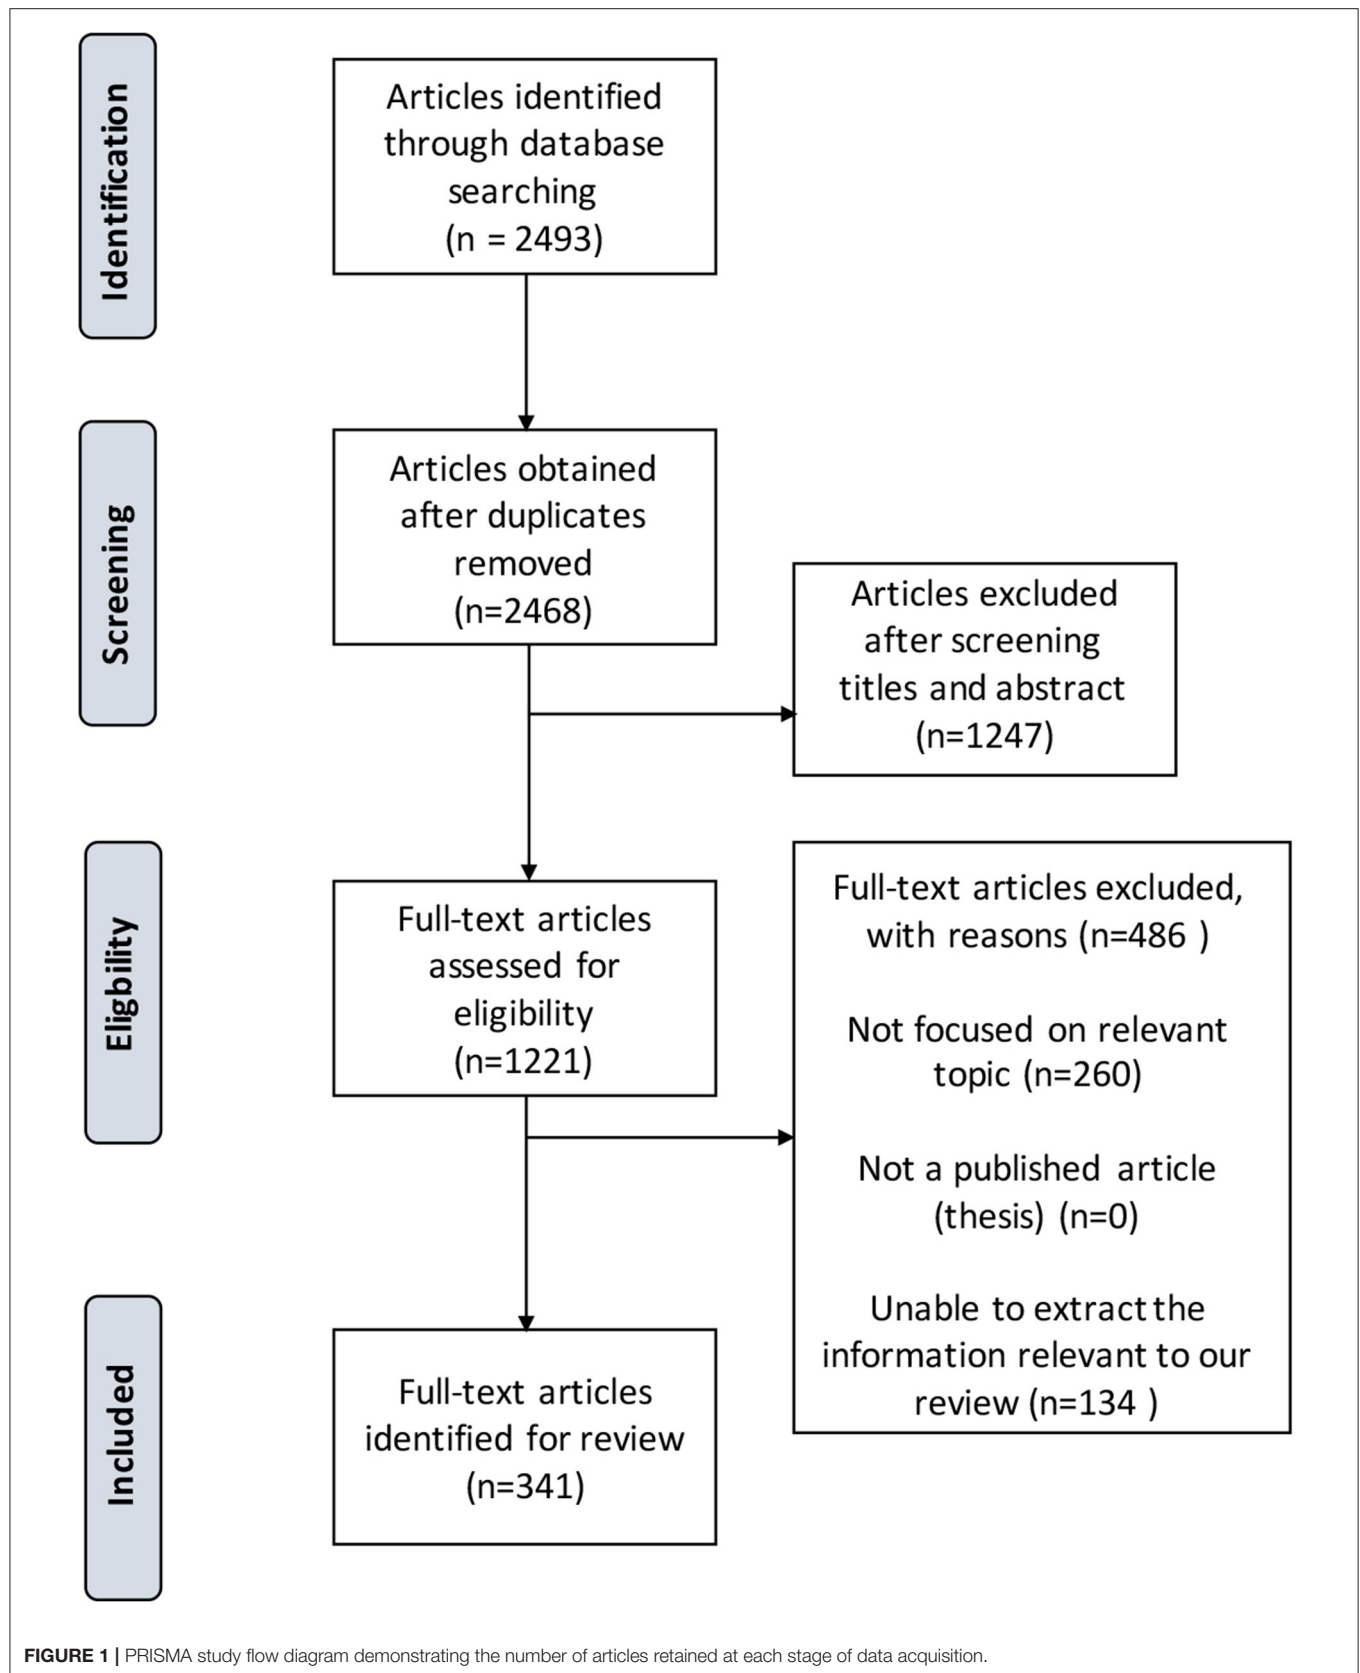 Identification
Articles identified
through database
searching
(n = 2493)
Screening
Articles obtained
after duplicates
removed
(n=2468)
Articles excluded
after screening
titles and abstract
(n=1247)
Eligbility
Full-text articles
assessed for
eligibility
(n=1221)
Full-text articles excluded,
with reasons (n=486 )
Not focused on relevant
topic (n=260)
Not a published article
(thesis) (n=0)
Unable to extract the
information relevant to our
review (n=134 )
Included
Full-text articles
identified for review
(n=341)
FIGURE 1 | PRISMA study flow diagram demonstrating the number of articles retained at each stage of data acquisition.